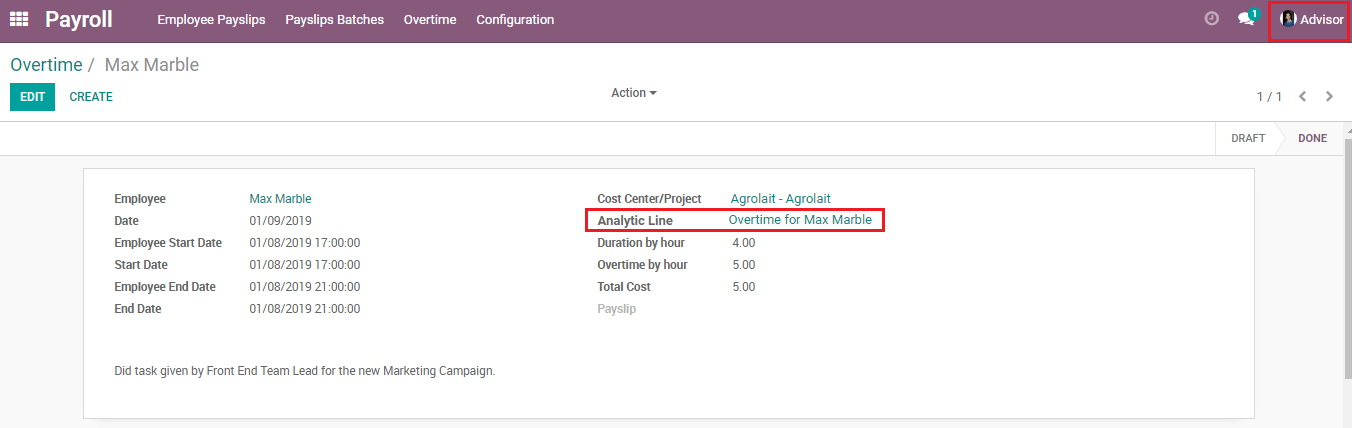 Payroll Employee Payslips Payslips Batches Overtime Configuration 1 Advisor
Overtime / Max Marble
EDIT CREATE Action 1 / 1
DRAFT DONE
Employee Max Marble Cost Center/Project Agrolait - Agrolait
Date 01/09/2019 Analytic Line Overtime for Max Marble
Employee Start Date 01/08/2019 17:00:00 Duration by hour 4.00
Start Date 01/08/2019 17:00:00 Overtime by hour 5.00
Employee End Date 01/08/2019 21:00:00 Total Cost 5.00
End Date 01/08/2019 21:00:00 Payslip
Did task given by Front End Team Lead for the new Marketing Campaign.